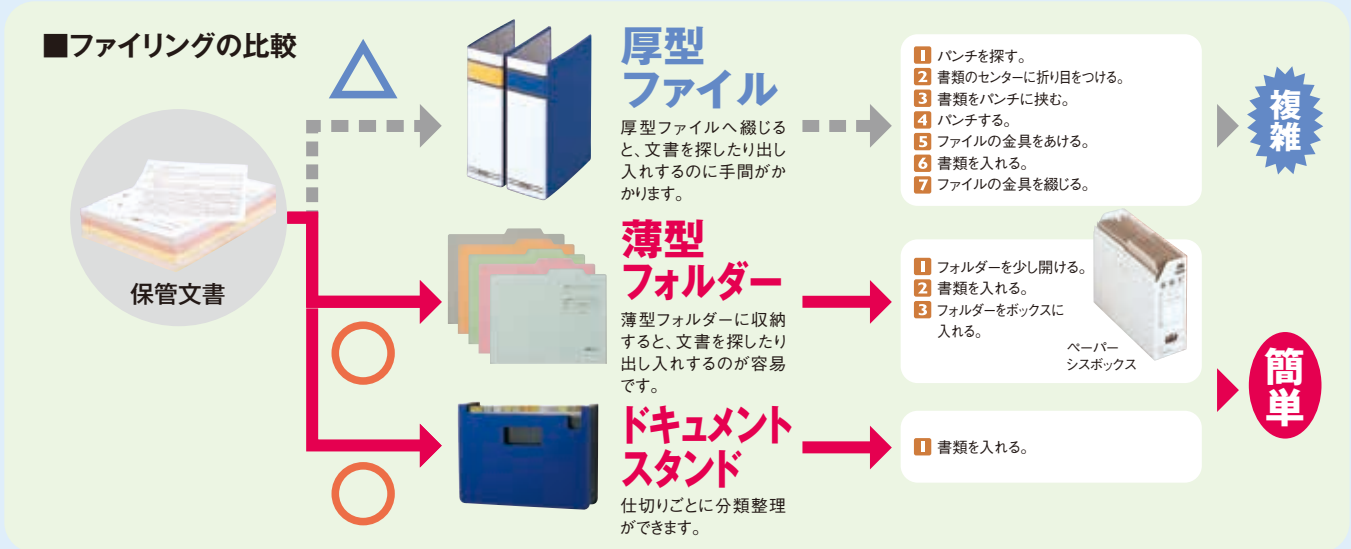 ■ファイリングの比較
保管文書
厚型
ファイル
厚型ファイルへ綴じる
と、文書を探したり出し
入れするのに手間がか
かります。
1 パンチを探す。
2 書類のセンターに折り目をつける。
3 書類をパンチに挟む。
4 パンチする。
5 ファイルの金具をあける。
6 書類を入れる。
7 ファイルの金具を綴じる。
複雑
薄型
フォルダー
薄型フォルダーに収納
すると、文書を探したり
出し入れするのが容易
です。
1 フォルダーを少し開ける。
2 書類を入れる。
3 フォルダーをボックスに
入れる。
ペーパー
シスボックス
ドキュメント
スタンド
仕切りごとに分類整理
ができます。
1 書類を入れる。
簡単